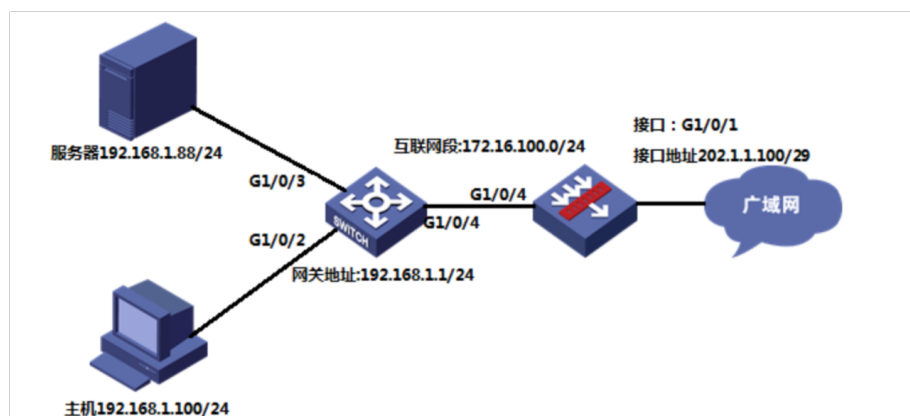 接口：G1/0/1
互联网段:172.16.100.0/24
接口地址202.1.1.100/29
服务器192.168.1.88/24
G1/0/3
G1/0/4
广域网
SWITCH
G1/0/4
G1/0/2
网关地址:192.168.1.1/24
主机192.168.1.100/24